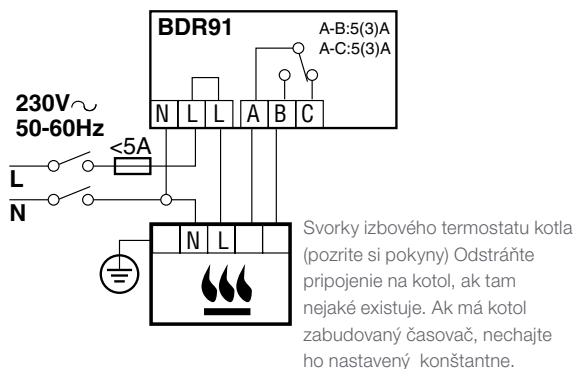 BDR91
A-B:5(3)A
A-C:5(3)A
230V~
50-60Hz
N L L A B C
<5A
L
N
N L
Svorky izbového termostatu kotla
(pozrite si pokyny) Odstráňte
pripojenie na kotol, ak tam
nejaké existuje. Ak má kotol
zabudovaný časovač, nechajte
ho nastavený konštantne.